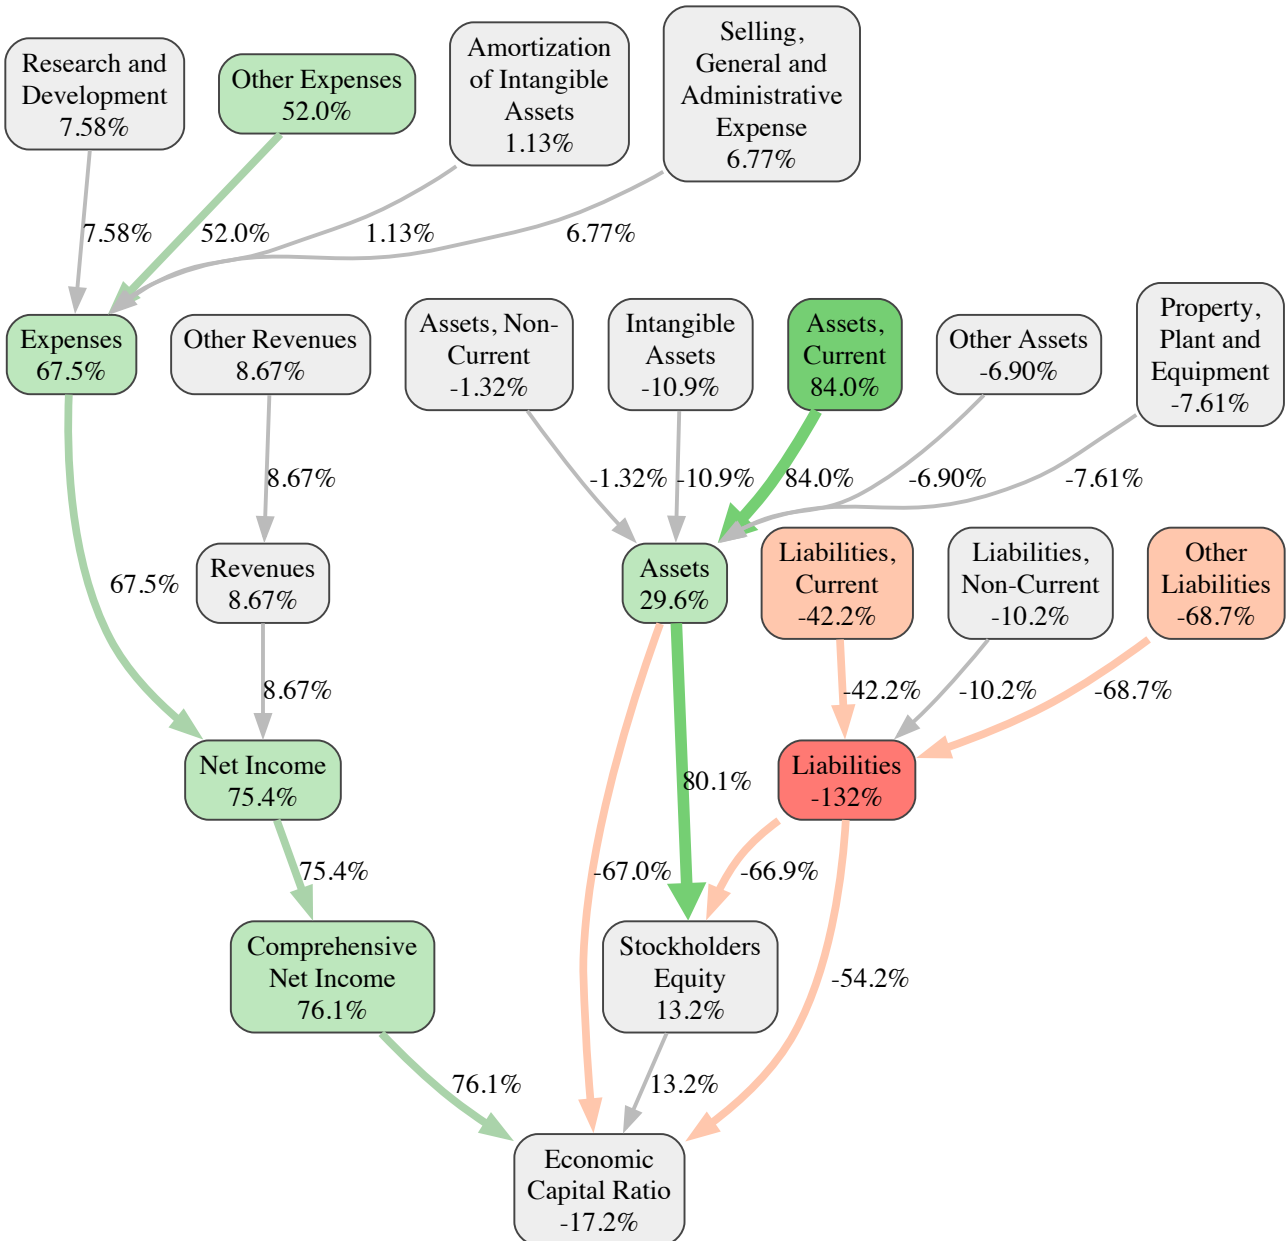 Research and
Development
7.58%
Other Expenses
52.0%
Amortization
of Intangible
Assets
1.13%
Selling,
General and
Administrative
Expense
6.77%
7.58%
52.0%
1.13%
6.77%
Expenses
67.5%
Other Revenues
8.67%
Assets, Non-
Current
-1.32%
Intangible
Assets
-10.9%
Assets,
Current
84.0%
Other Assets
-6.90%
Property,
Plant and
Equipment
-7.61%
8.67%
-1.32%
-10.9%
84.0%
-6.90%
-7.61%
67.5%
Revenues
8.67%
Assets
29.6%
Liabilities,
Current
-42.2%
Liabilities,
Non-Current
-10.2%
Other
Liabilities
-68.7%
8.67%
-42.2%
-10.2%
-68.7%
Net Income
75.4%
80.1%
Liabilities
-132%
75.4%
-67.0%
-66.9%
Comprehensive
Net Income
76.1%
Stockholders
Equity
13.2%
-54.2%
76.1%
13.2%
Economic
Capital Ratio
-17.2%